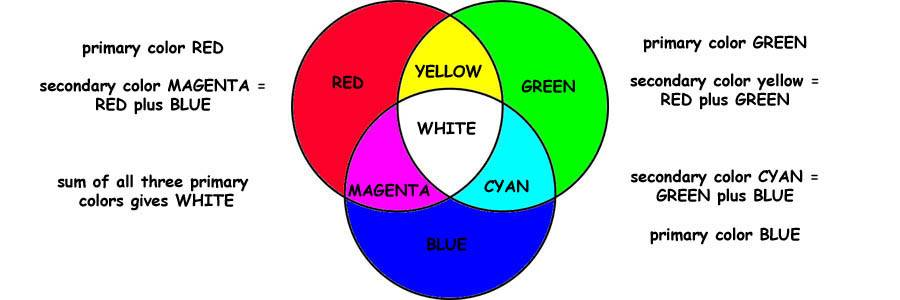 primary color RED
secondary color MAGENTA =
RED plus BLUE
sum of all three primary
colors gives WHITE
RED
YELLOW
GREEN
WHITE
MAGENTA
CYAN
BLUE
primary color GREEN
secondary color yellow =
RED plus GREEN
secondary color CYAN =
GREEN plus BLUE
primary color BLUE